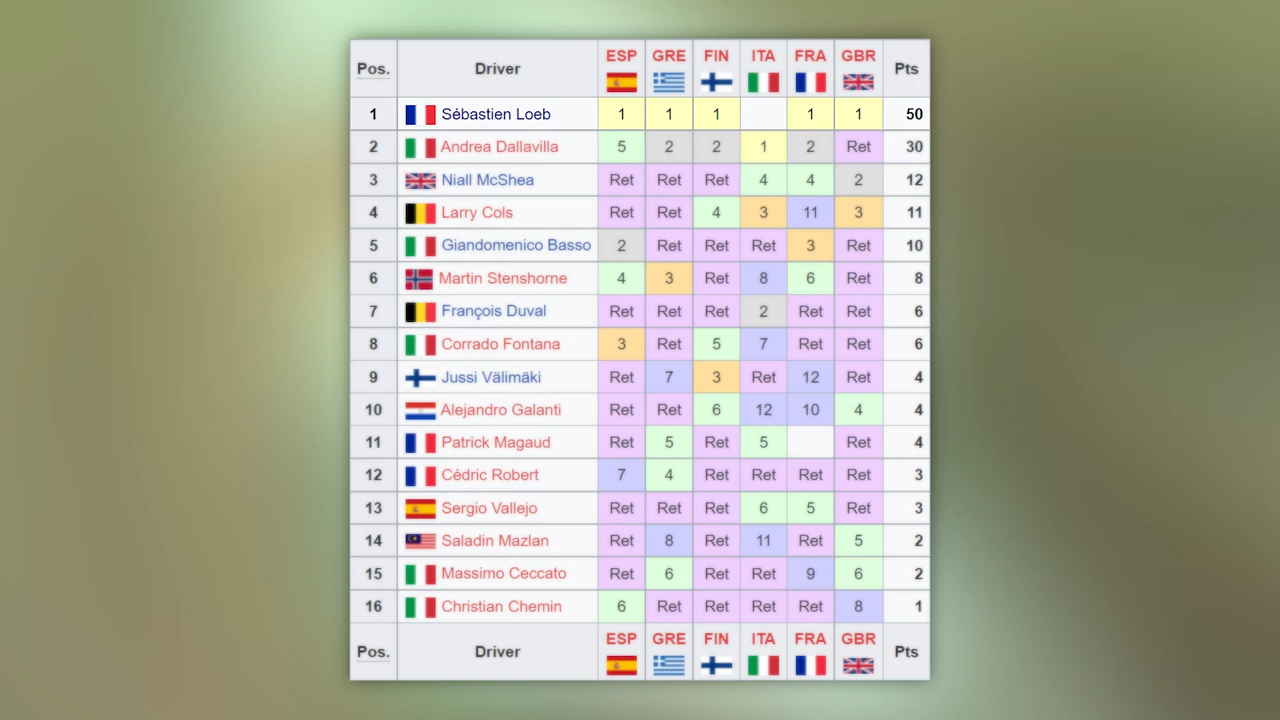 Pos. Driver ESP GRE FIN ITA FRA GBR Pts
1 Sébastien Loeb 1 1 1 1 1 50
2 Andrea Dallavilla 5 2 2 1 2 Ret 30
3 Niall McShea Ret Ret Ret 4 4 2 12
4 Larry Cols Ret Ret 4 3 11 3 11
5 Giandomenico Basso 2 Ret Ret Ret 3 Ret 10
6 Martin Stenshorne 4 3 Ret 8 6 Ret 8
7 François Duval Ret Ret Ret 2 Ret Ret 6
8 Corrado Fontana 3 Ret 5 7 Ret Ret 6
9 Jussi Välimäki Ret 7 3 Ret 12 Ret 4
10 Alejandro Galanti Ret Ret 6 12 10 4 4
11 Patrick Magaud Ret 5 Ret 5 Ret 4
12 Cédric Robert 7 4 Ret Ret Ret Ret 3
13 Sergio Vallejo Ret Ret Ret 6 5 Ret 3
14 Saladin Mazlan Ret 8 Ret 11 Ret 5 2
15 Massimo Ceccato Ret 6 Ret Ret 9 6 2
16 Christian Chemin 6 Ret Ret Ret Ret 8 1
Pos. Driver ESP GRE FIN ITA FRA GBR Pts